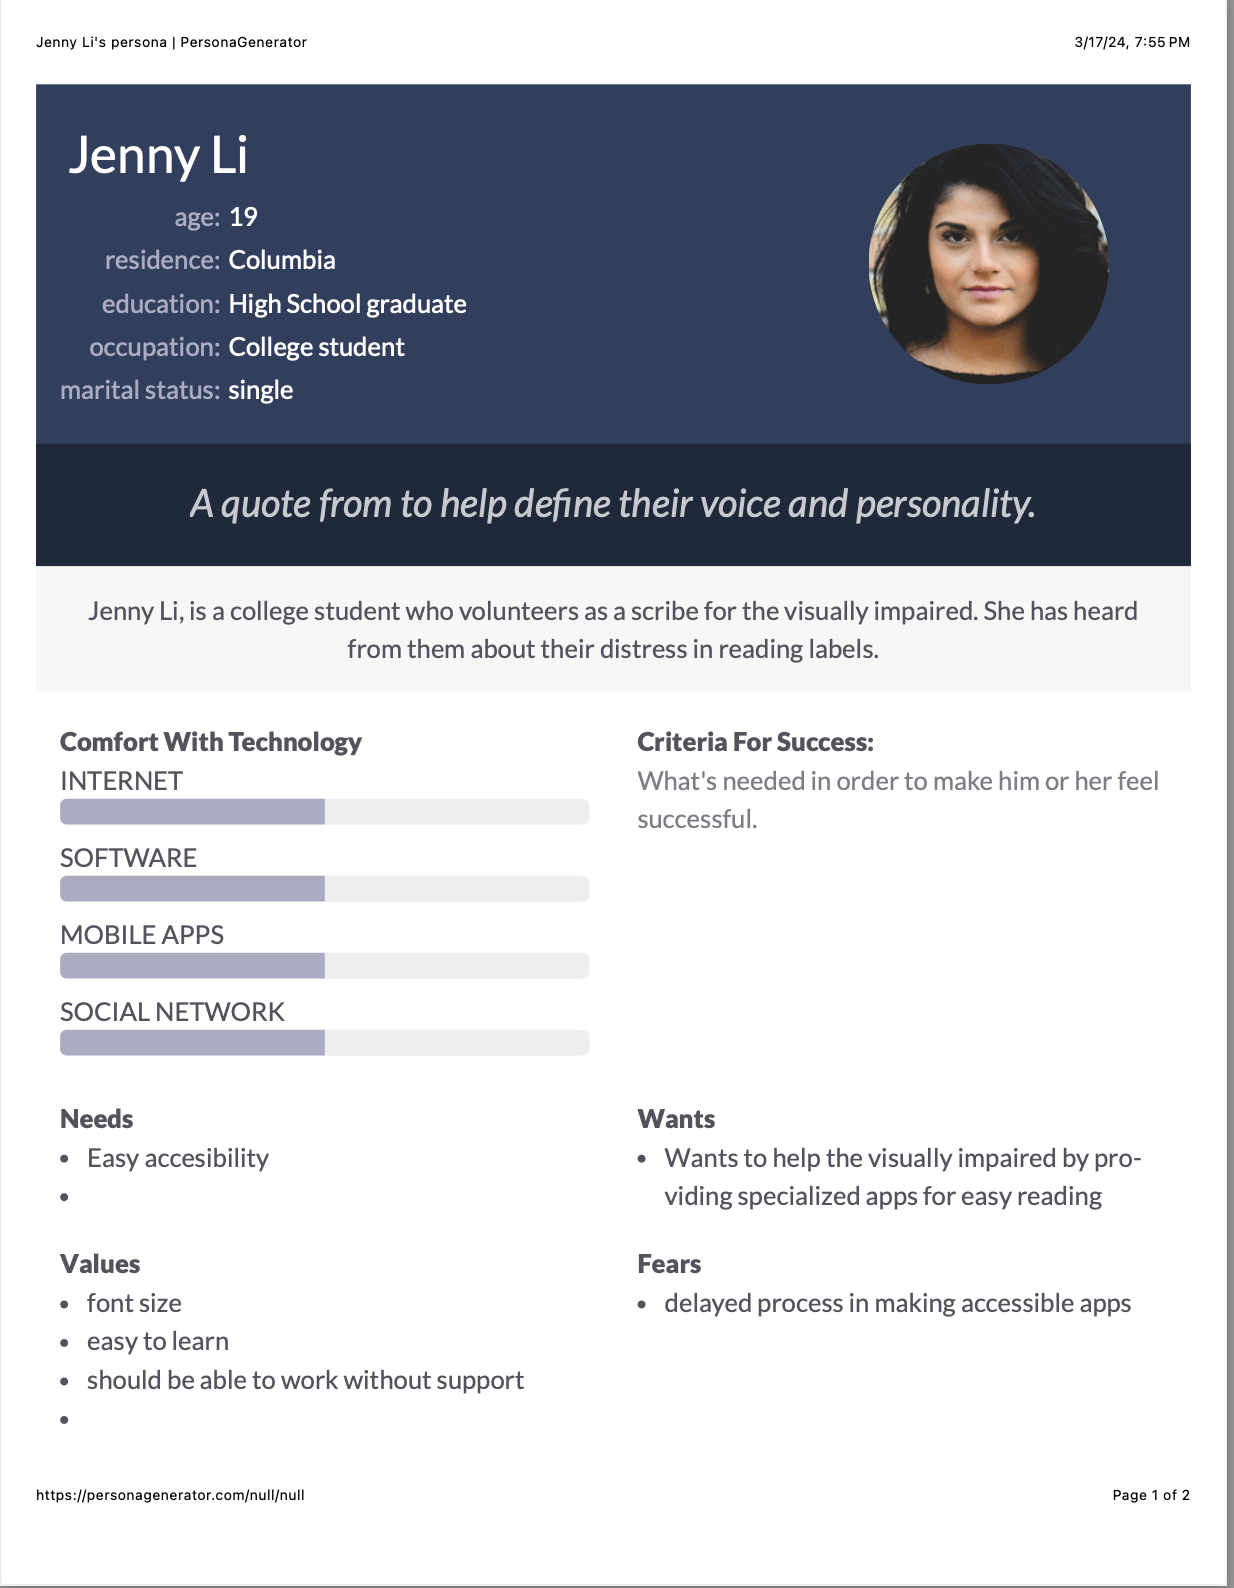 Jenny Li's persona | PersonaGenerator
3/17/24, 7:55 PM
Jenny Li
age: 19
residence: Columbia
education: High School graduate
occupation: College student
marital status: single
A quote from to help define their voice and personality.
Jenny Li, is a college student who volunteers as a scribe for the visually impaired. She has heard
from them about their distress in reading labels.
Comfort With Technology
INTERNET
SOFTWARE
MOBILE APPS
SOCIAL NETWORK
Criteria For Success:
What's needed in order to make him or her feel
successful.
Needs
• Easy accesibility
•
Wants
• Wants to help the visually impaired by pro-
viding specialized apps for easy reading
Values
• font size
• easy to learn
• should be able to work without support
•
Fears
• delayed process in making accessible apps
https://personagenerator.com/null/null
Page 1 of 2